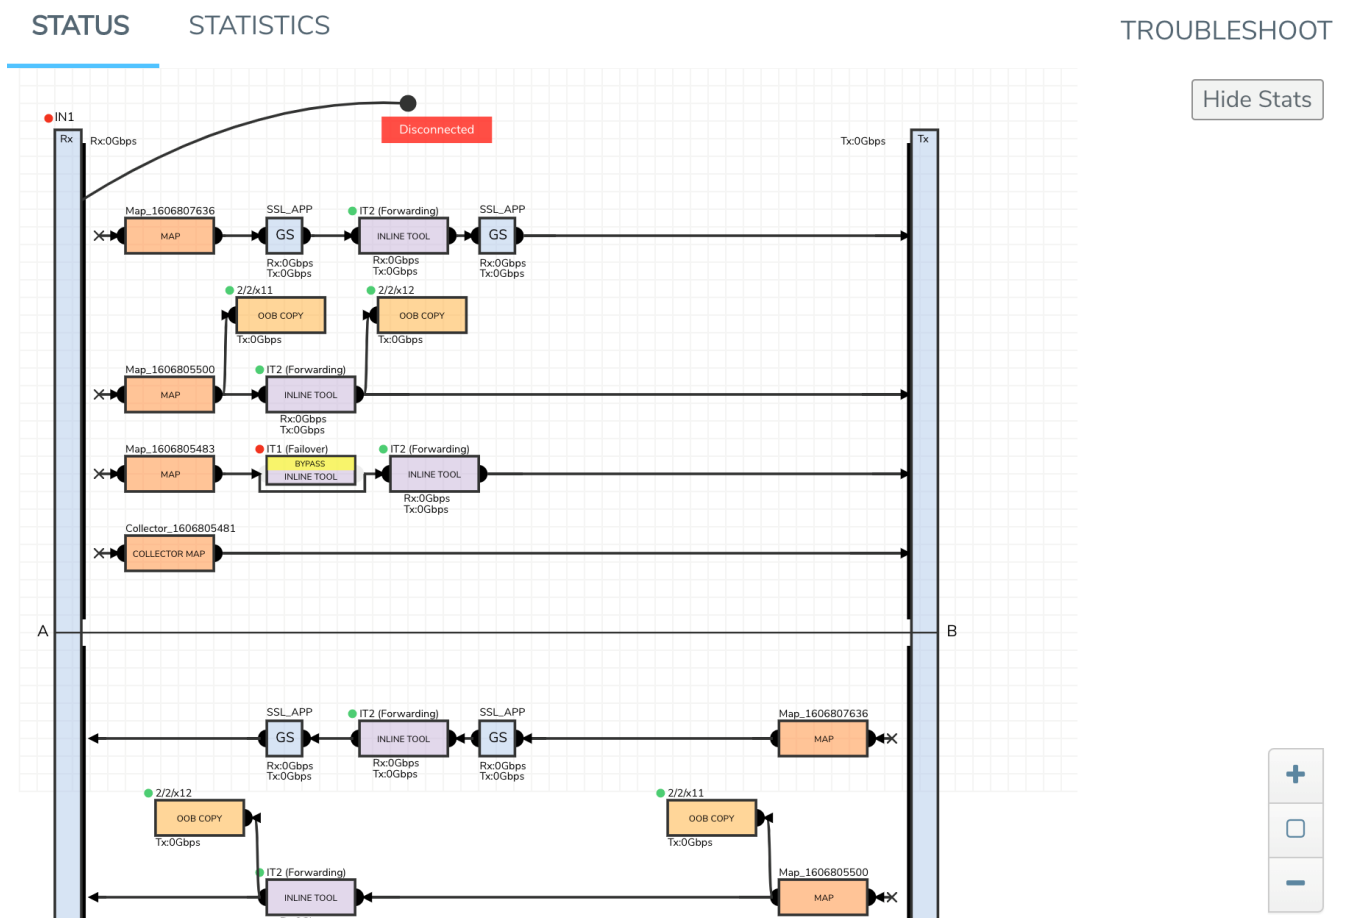 STATUS
STATISTICS
TROUBLESHOOT
Hide Stats
IN1
Disconnected
Rx
Rx:0Gbps
Tx:0Gbps
Tx
Map_1606807636
SSL_APP
IT2 (Forwarding)
SSL_APP
MAP
GS
INLINE TOOL
GS
Rx:0Gbps
Tx:0Gbps
Rx:0Gbps
Tx:0Gbps
Rx:0Gbps
Tx:0Gbps
2/2/x11
2/2/x12
OOB COPY
OOB COPY
Tx:0Gbps
Tx:0Gbps
Map_1606805500
IT2 (Forwarding)
MAP
INLINE TOOL
Rx:0Gbps
Tx:0Gbps
Map_1606805483
IT1 (Failover)
IT2 (Forwarding)
MAP
BYPASS
INLINE TOOL
INLINE TOOL
Rx:0Gbps
Tx:0Gbps
Collector_1606805481
COLLECTOR MAP
A
B
SSL_APP
IT2 (Forwarding)
SSL_APP
Map_1606807636
GS
INLINE TOOL
GS
MAP
Rx:0Gbps
Tx:0Gbps
Rx:0Gbps
Tx:0Gbps
Rx:0Gbps
Tx:0Gbps
2/2/x12
2/2/x11
OOB COPY
OOB COPY
Tx:0Gbps
Tx:0Gbps
IT2 (Forwarding)
Map_1606805500
INLINE TOOL
MAP